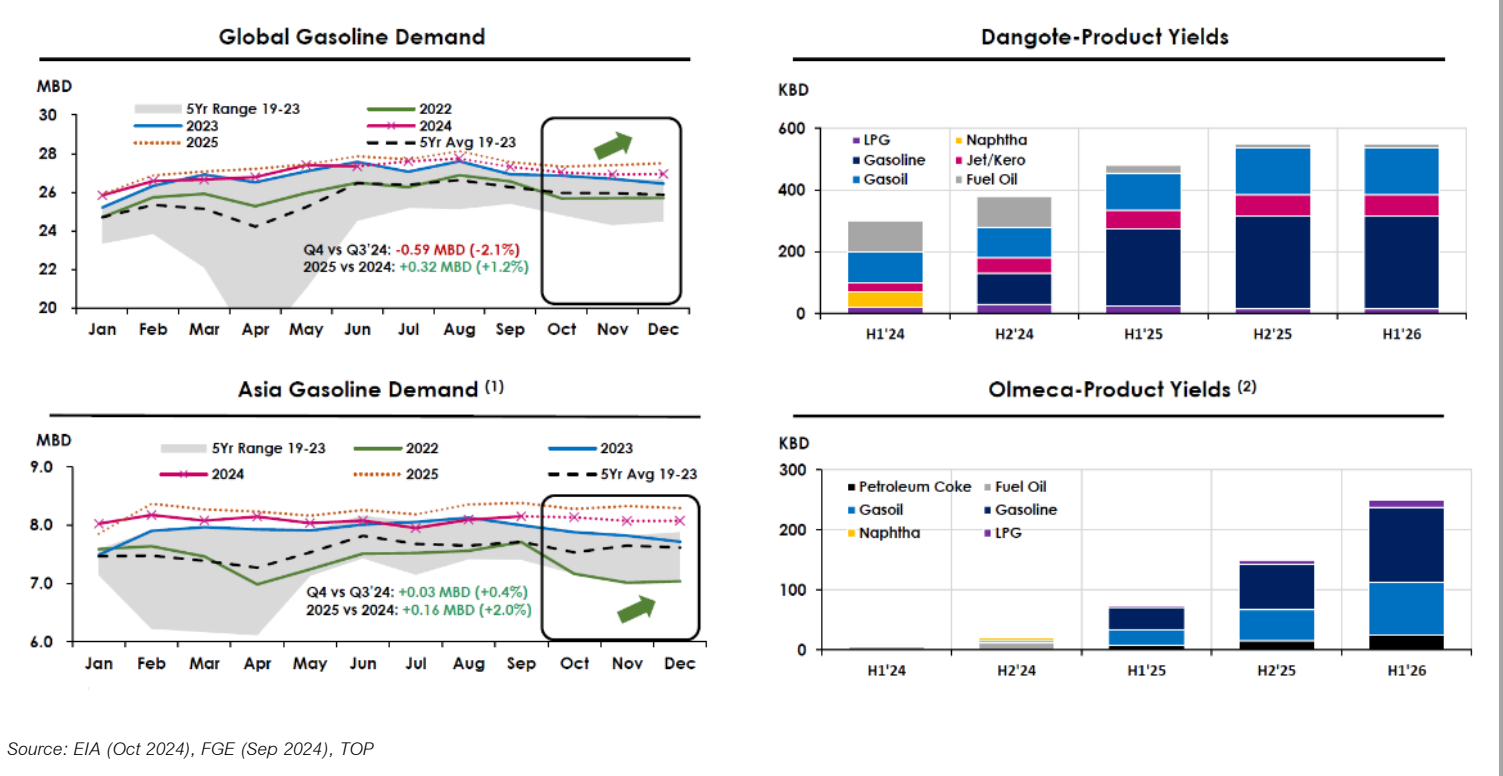 Global Gasoline Demand
MBD
5Yr Range 19-23 2022
2023 2024
2025 5Yr Avg 19-23
30
28
26
24
22
20
Q4 vs Q3'24: -0.59 MBD (-2.1%)
2025 vs 2024: +0.32 MBD (+1.2%)
Jan Feb Mar Apr May Jun Jul Aug Sep Oct Nov Dec
Dangote-Product Yields
KBD
600
400
200
0
LPG Naphtha
Gasoline Jet/Kero
Gasoil Fuel Oil
H1'24 H2'24 H1'25 H2'25 H1'26
Asia Gasoline Demand (1)
MBD
5Yr Range 19-23 2022 2023
2024 2025 5Yr Avg 19-23
9.0
8.0
7.0
6.0
Q4 vs Q3'24: +0.03 MBD (+0.4%)
2025 vs 2024: +0.16 MBD (+2.0%)
Jan Feb Mar Apr May Jun Jul Aug Sep Oct Nov Dec
Olmeca-Product Yields (2)
KBD
300
200
100
0
Petroleum Coke Fuel Oil
Gasoil Gasoline
Naphtha LPG
H1'24 H2'24 H1'25 H2'25 H1'26
Source: EIA (Oct 2024), FGE (Sep 2024), TOP